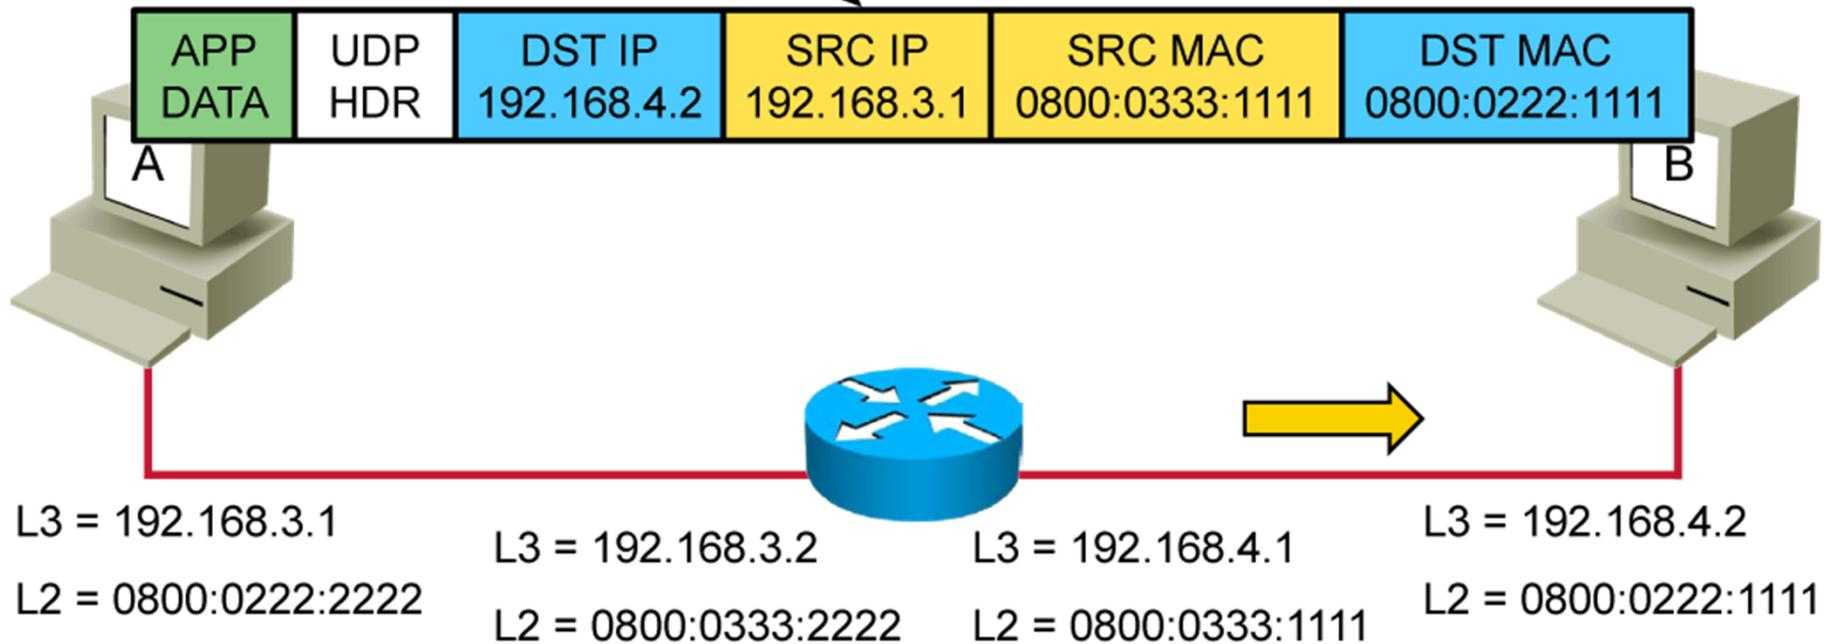 APP
DATA
UDP
HDR
DST IP
192.168.4.2
SRC IP
192.168.3.1
SRC MAC
0800:0333:1111
DST MAC
0800:0222:1111
A
B
L3 = 192.168.3.1
L2 = 0800:0222:2222
L3 = 192.168.3.2
L2 = 0800:0333:2222
L3 = 192.168.4.1
L2 = 0800:0333:1111
L3 = 192.168.4.2
L2 = 0800:0222:1111